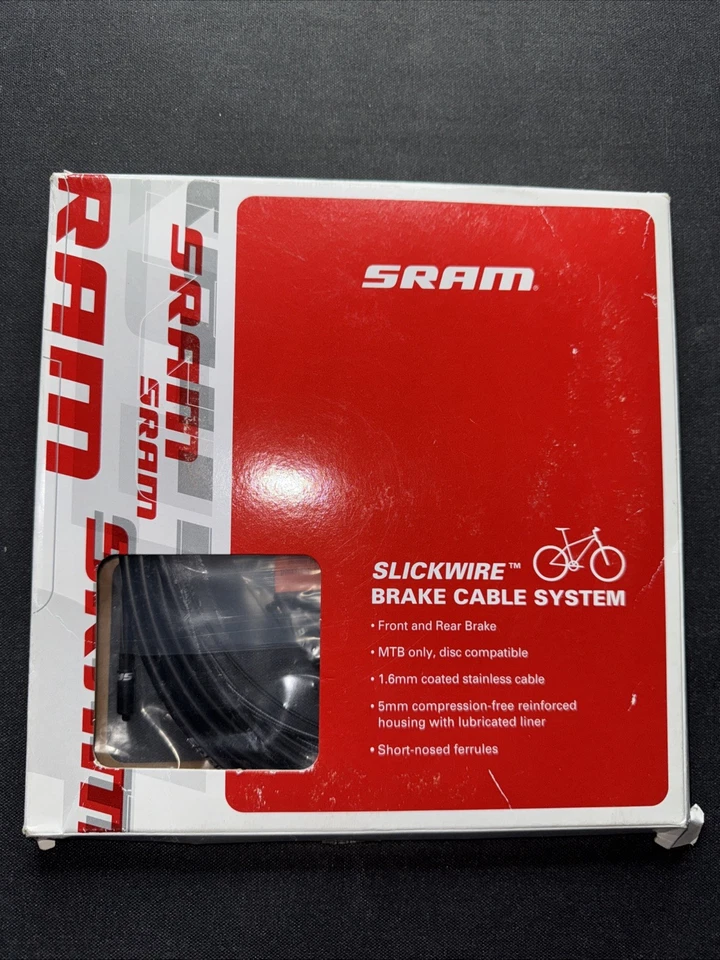 SRAM
SRAM
SRAM
SRAM®
SLICKWIRE™
BRAKE CABLE SYSTEM
• Front and Rear Brake
• MTB only, disc compatible
• 1.6mm coated stainless cable
• 5mm compression-free reinforced
housing with lubricated liner
• Short-nosed ferrules